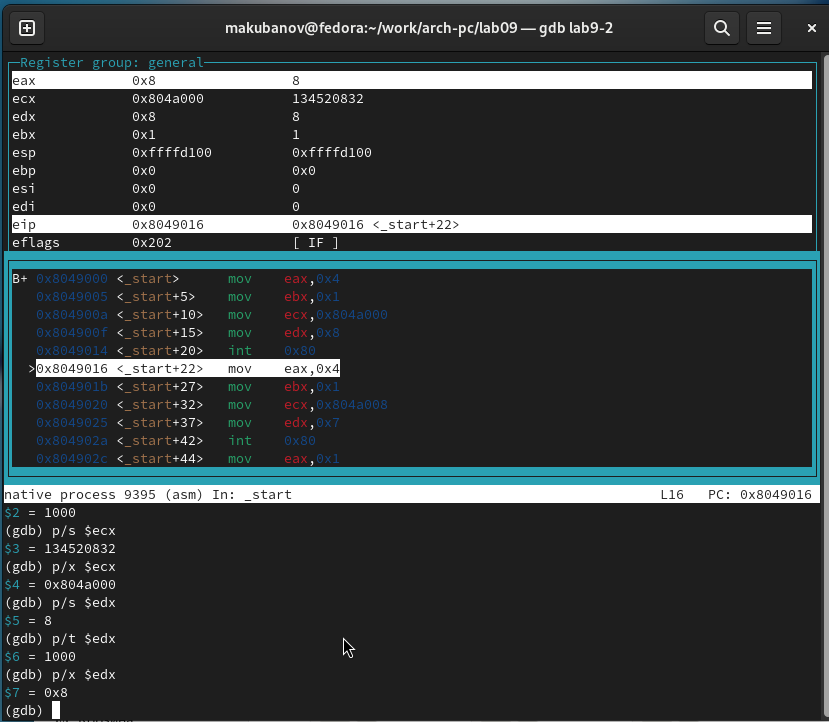 makubanov@fedora:~/work/arch-pc/lab09 — gdb lab9-2
Register group: general
eax 0x8 8
ecx 0x804a000 134520832
edx 0x8 8
ebx 0x1 1
esp 0xffffd100 0xffffd100
ebp 0x0 0x0
esi 0x0 0
edi 0x0 0
eip 0x8049016 0x8049016 <_start+22>
eflags 0x202 [ IF ]
B+ 0x8049000 <_start> mov eax,0x4
0x8049005 <_start+5> mov ebx,0x1
0x804900a <_start+10> mov ecx,0x804a000
0x804900f <_start+15> mov edx,0x8
0x8049014 <_start+20> int 0x80
>0x8049016 <_start+22> mov eax,0x4
0x804901b <_start+27> mov ebx,0x1
0x8049020 <_start+32> mov ecx,0x804a008
0x8049025 <_start+37> mov edx,0x7
0x804902a <_start+42> int 0x80
0x804902c <_start+44> mov eax,0x1
native process 9395 (asm) In: _start L16 PC: 0x8049016
$2 = 1000
(gdb) p/s $ecx
$3 = 134520832
(gdb) p/x $ecx
$4 = 0x804a000
(gdb) p/s $edx
$5 = 8
(gdb) p/t $edx
$6 = 1000
(gdb) p/x $edx
$7 = 0x8
(gdb)